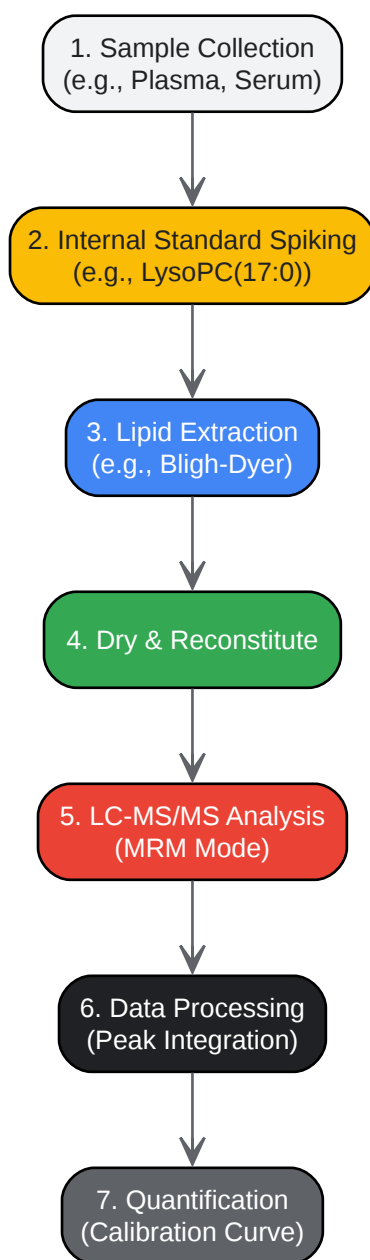 1. Sample Collection
(e.g., Plasma, Serum)
2. Internal Standard Spiking
(e.g., LysoPC(17:0))
3. Lipid Extraction
(e.g., Bligh-Dyer)
4. Dry & Reconstitute
5. LC-MS/MS Analysis
(MRM Mode)
6. Data Processing
(Peak Integration)
7. Quantification
(Calibration Curve)